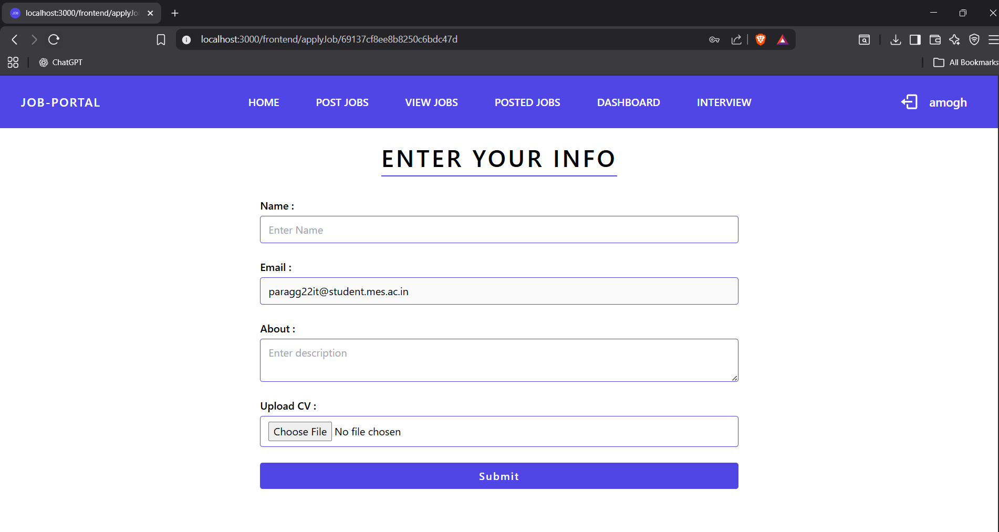 JOB
localhost:3000/frontend/applyJo
localhost:3000/frontend/applyJob/69137cf8ee8b8250c6bdc47d
ChatGPT
All Bookmarks
JOB-PORTAL
HOME
POST JOBS
VIEW JOBS
POSTED JOBS
DASHBOARD
INTERVIEW
amogh
ENTER YOUR INFO
Name :
Enter Name
Email :
paragg22it@student.mes.ac.in
About :
Enter description
Upload CV :
Choose File No file chosen
Submit